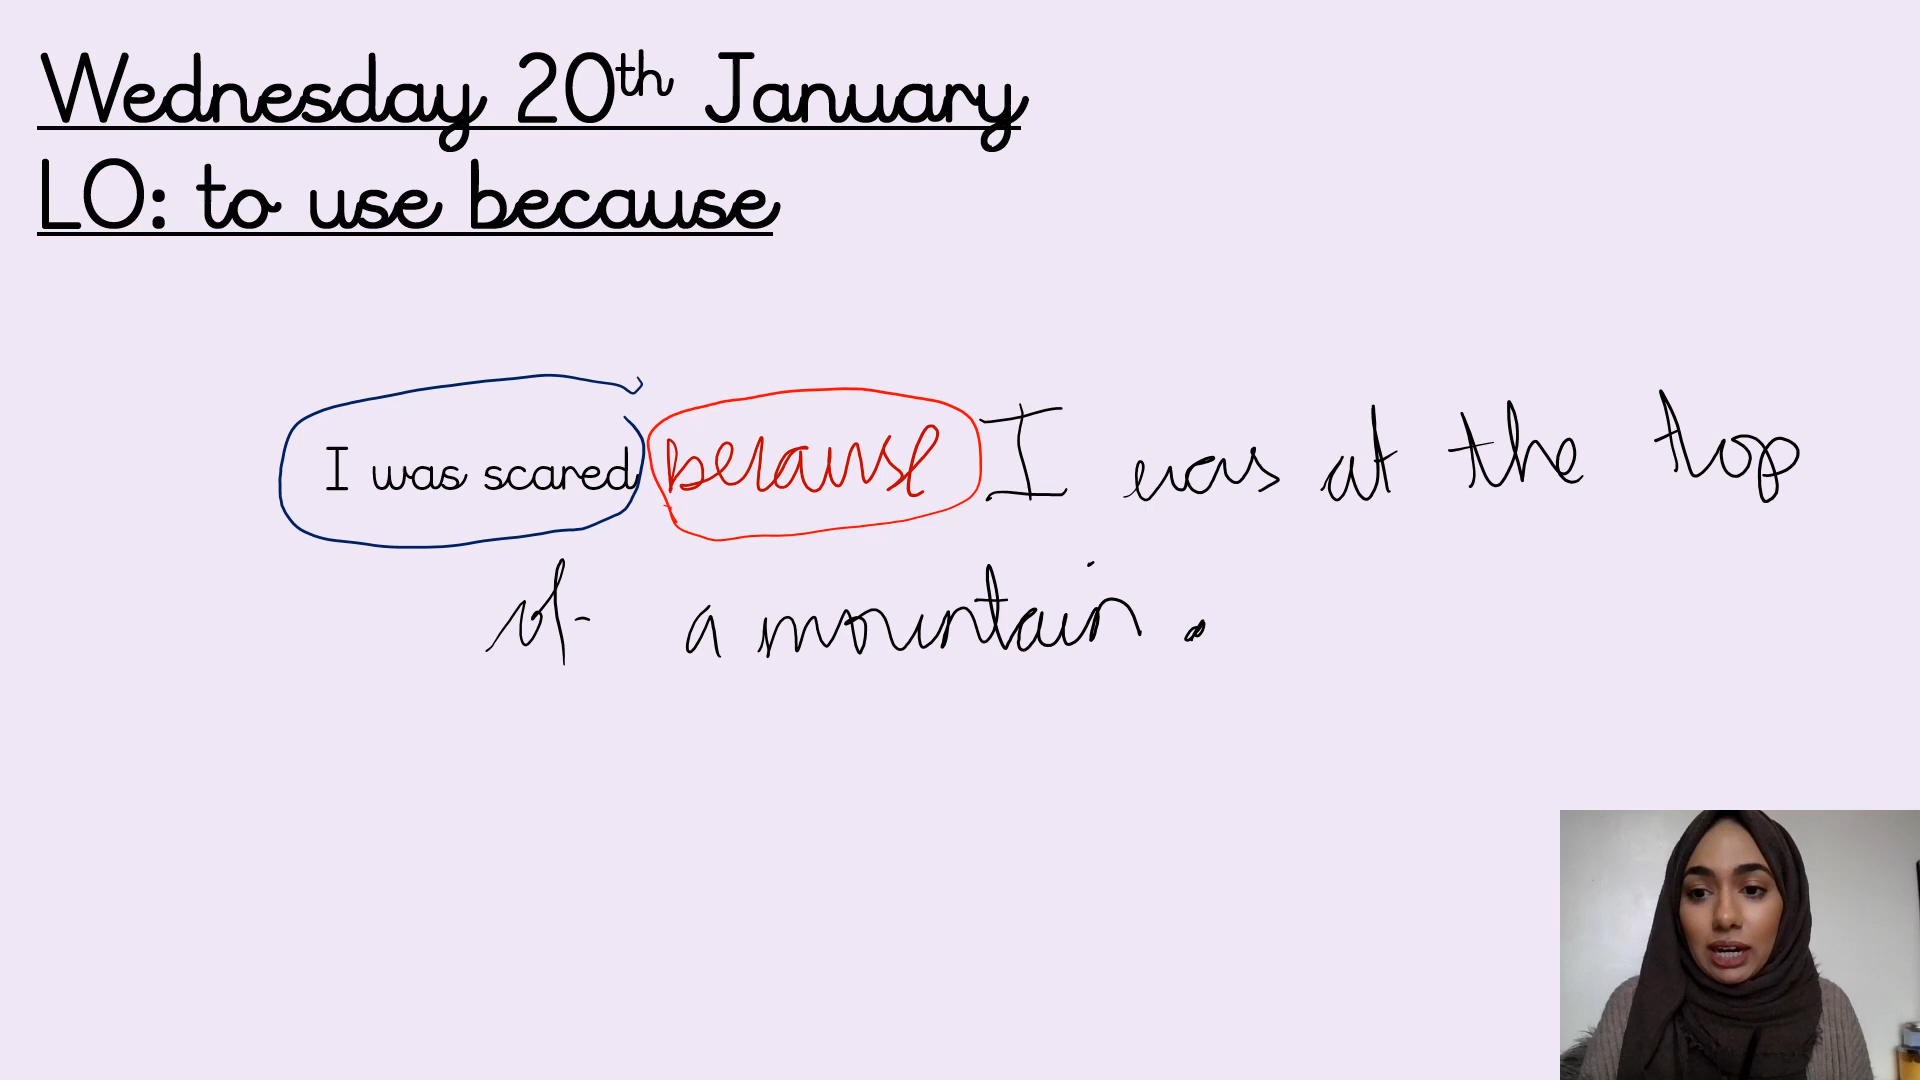 Wednesday 20th January
LO: to use because
I was scared because I was at the top
of a mountain.